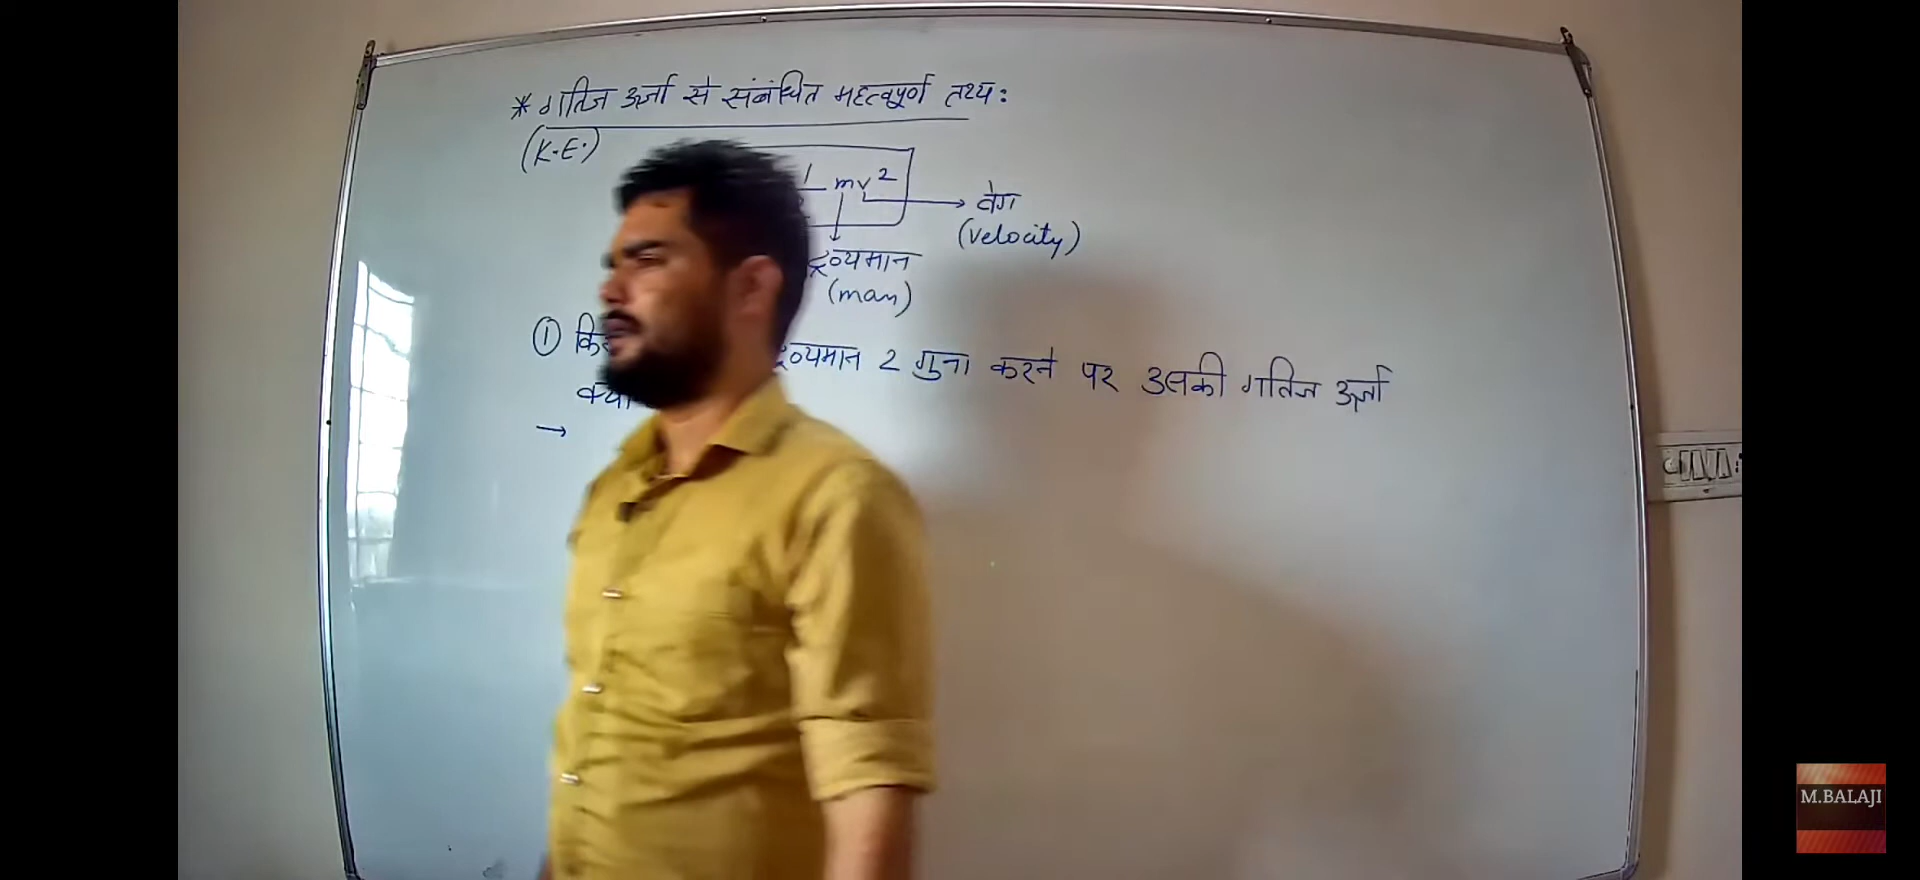 * गतिज ऊर्जा से संबंधित महत्वपूर्ण तथ्य:
(K.E.)
1 mv²
वेग
(velocity)
द्रव्यमान
(mass)
① द्रव्यमान 2 गुना करने पर उसकी गतिज ऊर्जा
→
M.BALAJI